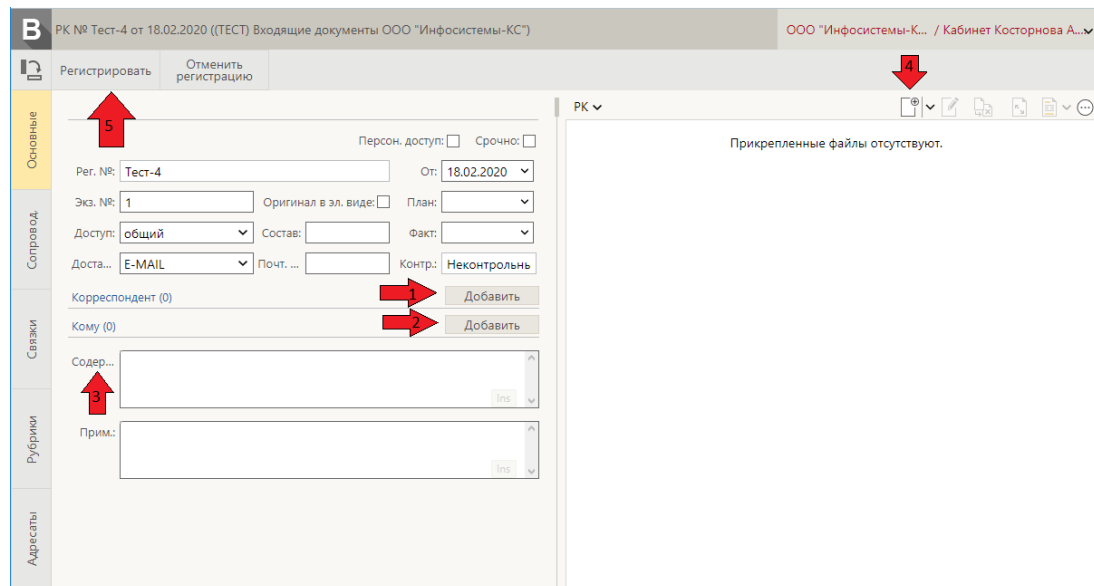 В РК № Тест-4 от 18.02.2020 ((ТЕСТ) Входящие документы ООО "Инфосистемы-КС") ООО "Инфосистемы-К... / Кабинет Косторнова А...
Регистрировать
Отменить
регистрацию
4
5
РК
Основные
Персон. доступ: Срочно:
Прикрепленные файлы отсутствуют.
Рег. №: Тест-4 От: 18.02.2020
Экз. №: 1 Оригинал в эл. виде: План:
Сопровод.
Доступ: общий Состав: Факт:
Доста... E-MAIL Почт. ... Контр.: Неконтрольнь
Корреспондент (0) 1 Добавить
Кому (0) 2 Добавить
Связки
Содер...
3
Ins
Рубрики
Прим.:
Ins
Адресаты